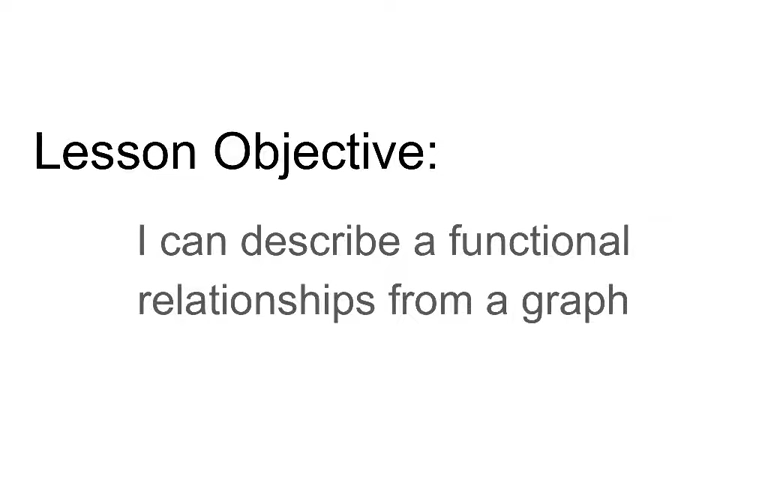 Lesson Objective:
I can describe a functional
relationships from a graph